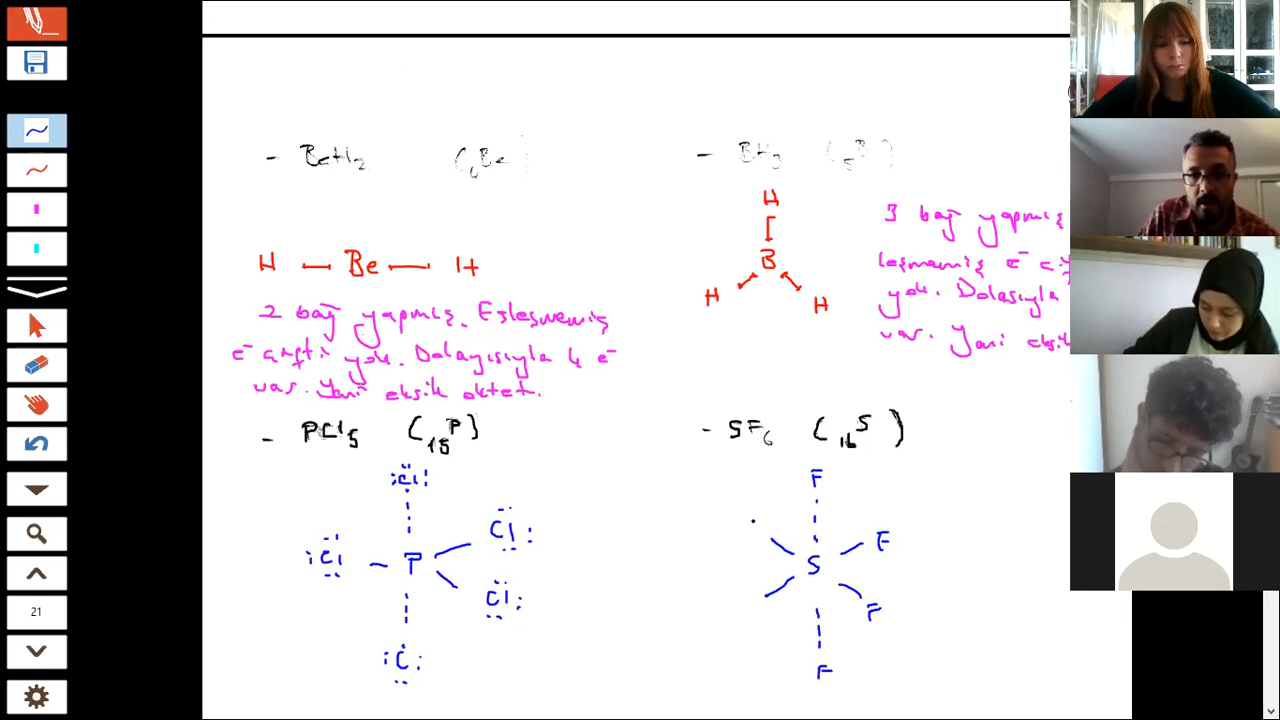 - BeH2 (4Be)
- BH3 (5B)
H
B
H H
3 bağ yapmış
leşmemiş e⁻ çi
yok. Dolasıyla
var. Yani eksik
H — Be — H
2 bağ yapmış. Eşleşmemiş
e⁻ çifti yok. Dolayısıyla 4 e⁻
var. Yani eksik oktet.
- PCl5 (15P)
Cl
Cl P Cl
Cl
Cl
- SF6 (16S)
F
S F
F
F
21